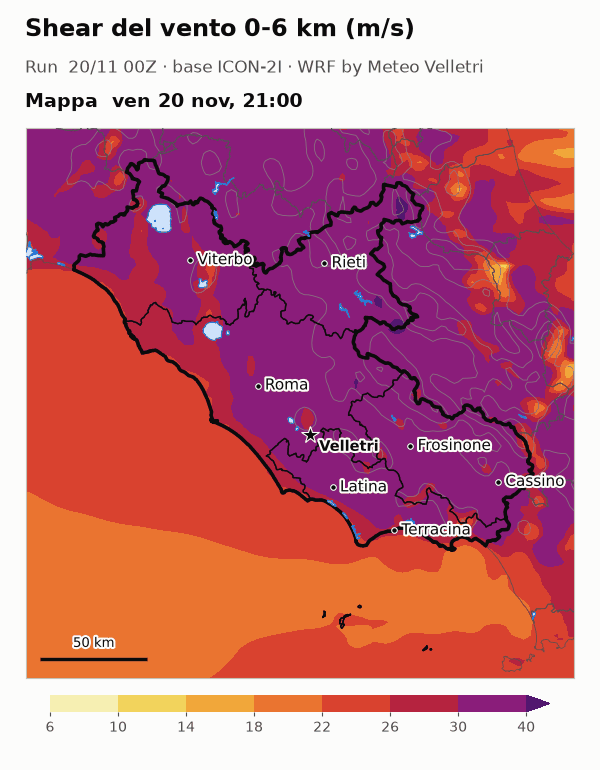 Shear del vento 0-6 km (m/s)
Run  20/11 00Z · base ICON-2I · WRF by Meteo Velletri
Mappa  ven 20 nov, 21:00
Viterbo
Rieti
Roma
Velletri
Frosinone
Cassino
Latina
Terracina
50 km
6 10 14 18 22 26 30 40